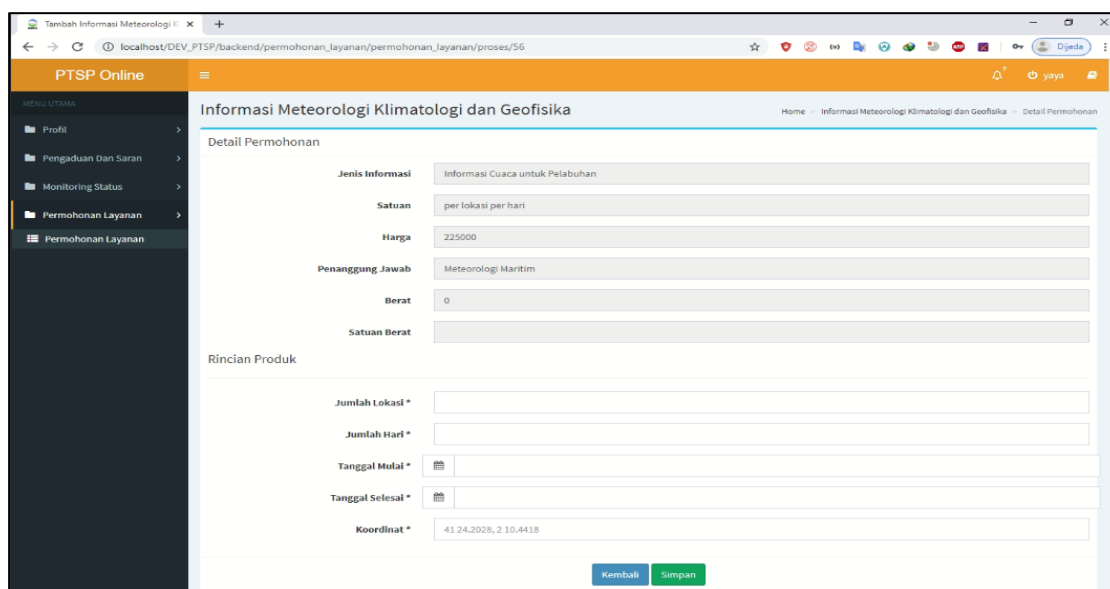 Tambah Informasi Meteorologi K
localhost/DEV_PTSP/backend/permohonan_layanan/permohonan_layanan/proses/56
Dijeda
PTSP Online
7
yaya
MENU UTAMA
Profil
Pengaduan Dan Saran
Monitoring Status
Permohonan Layanan
Permohonan Layanan
Informasi Meteorologi Klimatologi dan Geofisika
Home > Informasi Meteorologi Klimatologi dan Geofisika > Detail Permohonan
Detail Permohonan
Jenis Informasi Informasi Cuaca untuk Pelabuhan
Satuan per lokasi per hari
Harga 225000
Penanggung Jawab Meteorologi Maritim
Berat 0
Satuan Berat
Rincian Produk
Jumlah Lokasi *
Jumlah Hari *
Tanggal Mulai *
Tanggal Selesai *
Koordinat * 41 24.2028, 2 10.4418
Kembali Simpan